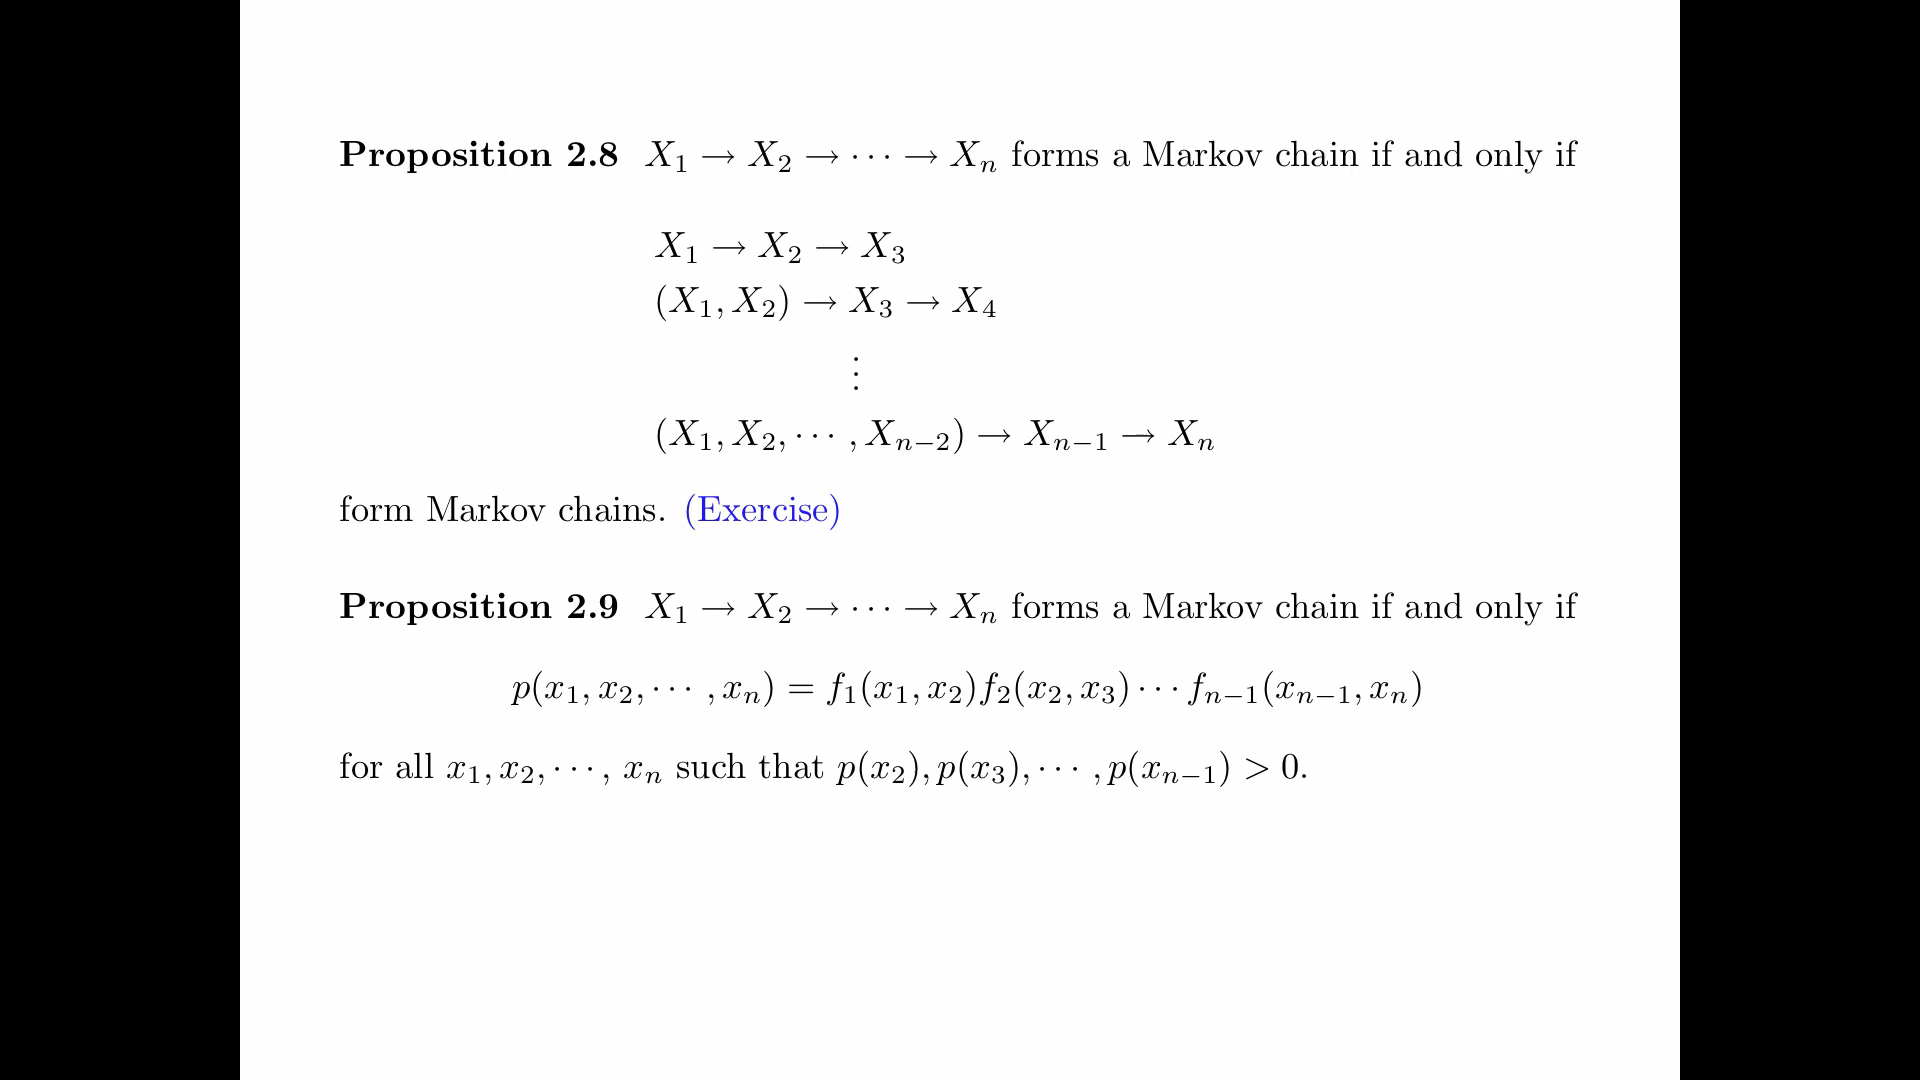 Proposition 2.8 X₁ → X₂ → ⋯ → Xₙ forms a Markov chain if and only if
X₁ → X₂ → X₃
(X₁, X₂) → X₃ → X₄
⋮
(X₁, X₂, ⋯ , Xₙ₋₂) → Xₙ₋₁ → Xₙ
form Markov chains. (Exercise)
Proposition 2.9 X₁ → X₂ → ⋯ → Xₙ forms a Markov chain if and only if
p(x₁, x₂, ⋯ , xₙ) = f₁(x₁, x₂)f₂(x₂, x₃) ⋯ fₙ₋₁(xₙ₋₁, xₙ)
for all x₁, x₂, ⋯ , xₙ such that p(x₂), p(x₃), ⋯ , p(xₙ₋₁) > 0.